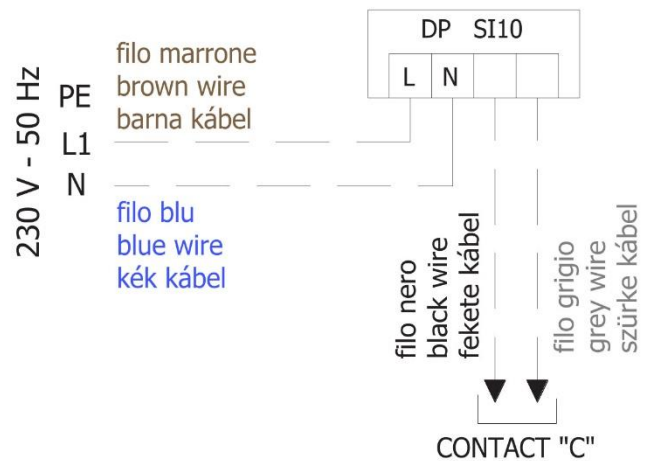 DP SI10
L N
filo marrone
brown wire
barna kábel
230 V - 50 Hz
PE
L1
N
filo blu
blue wire
kék kábel
filo nero
black wire
fekete kábel
filo grigio
grey wire
szürke kábel
CONTACT "C"